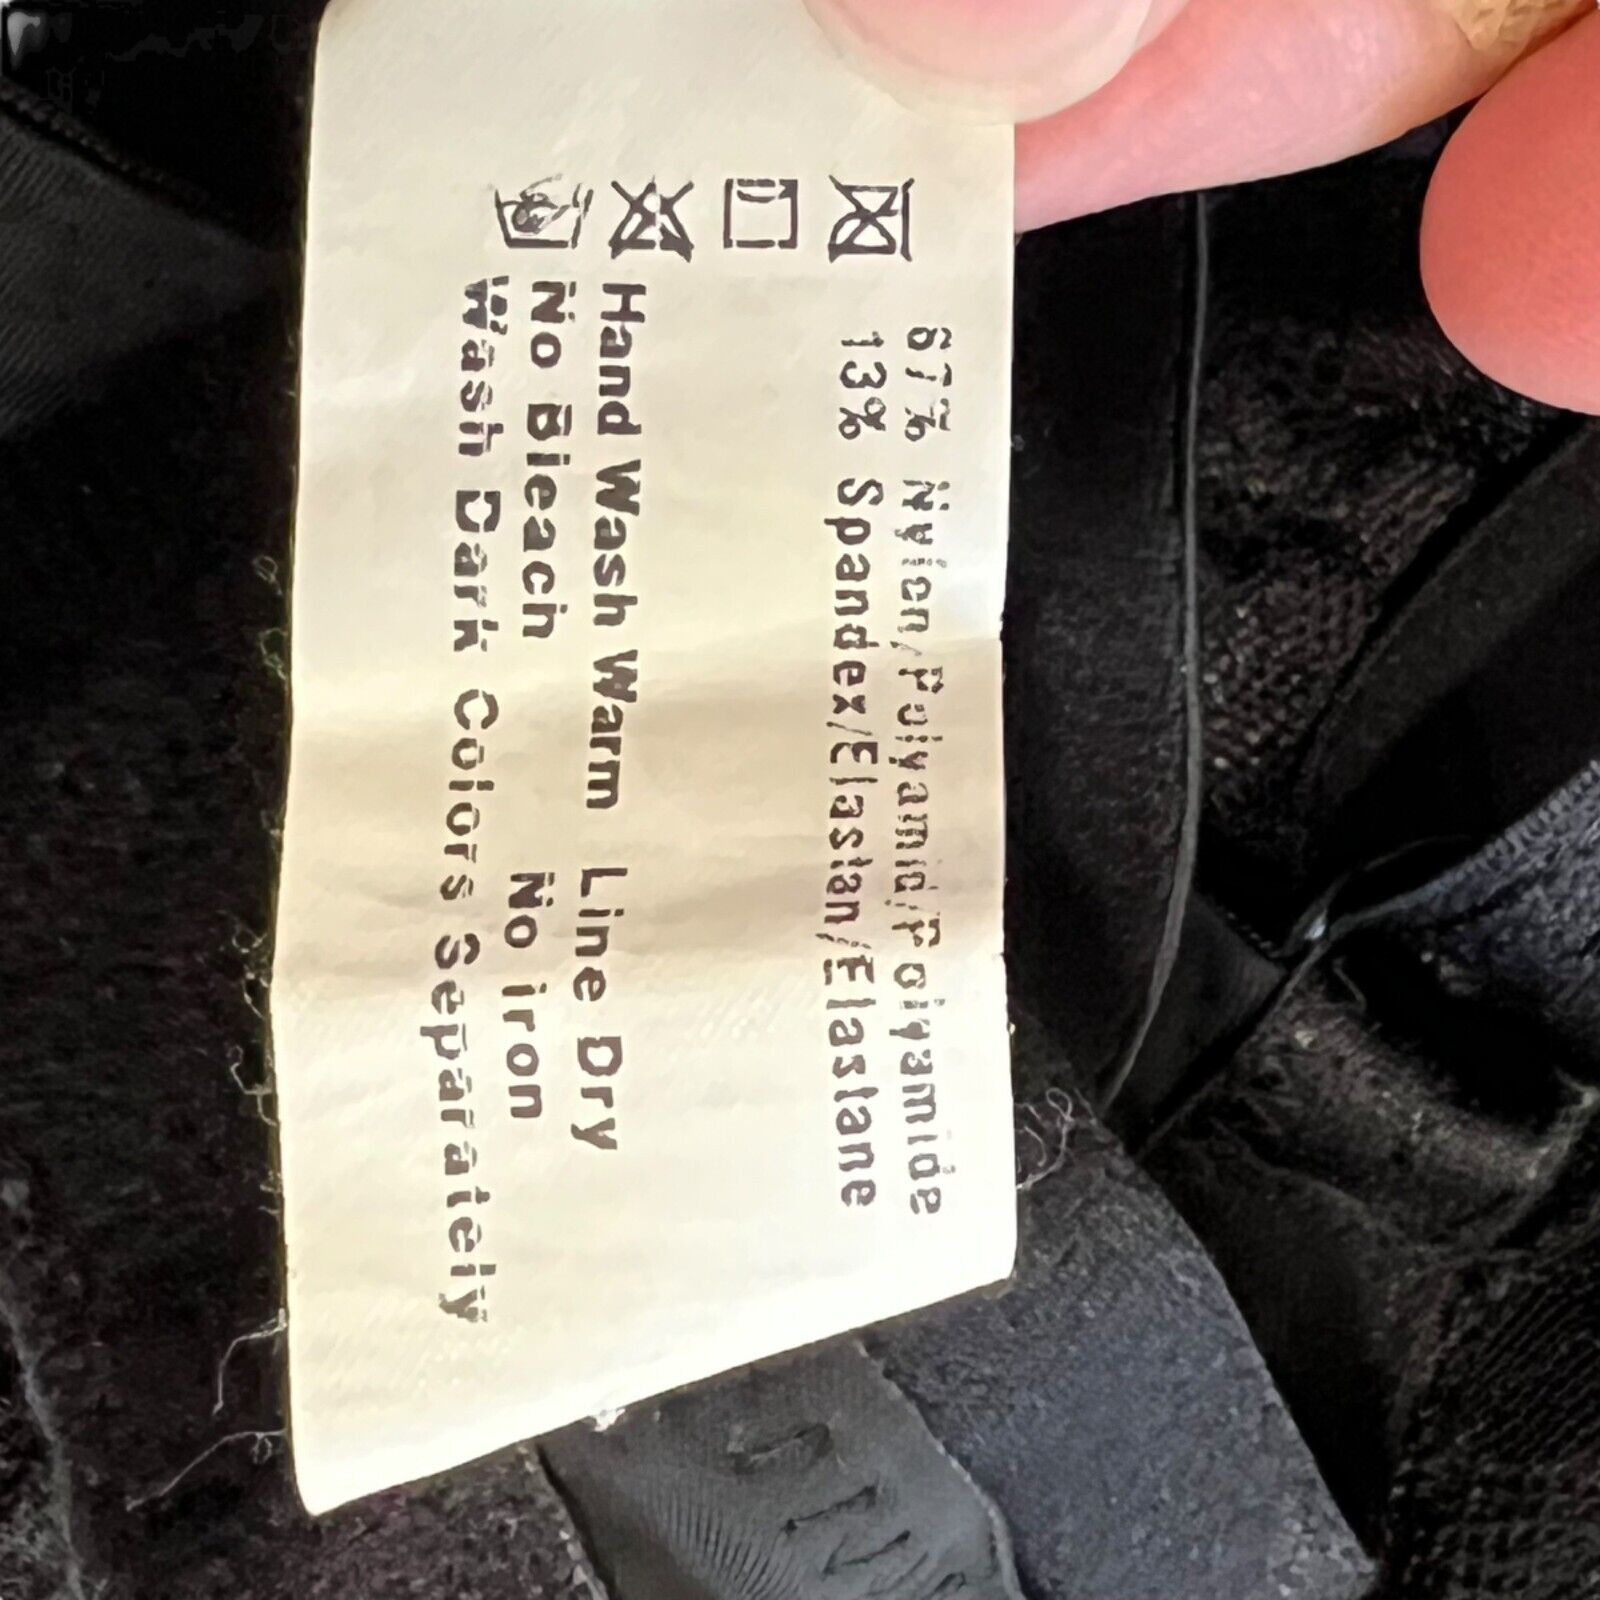 87% Nylon/Polyamid/Polyamide
13% Spandex/Elastan/Elastane
Hand Wash Warm Line Dry
No Bleach No Iron
Wash Dark Colors Separately